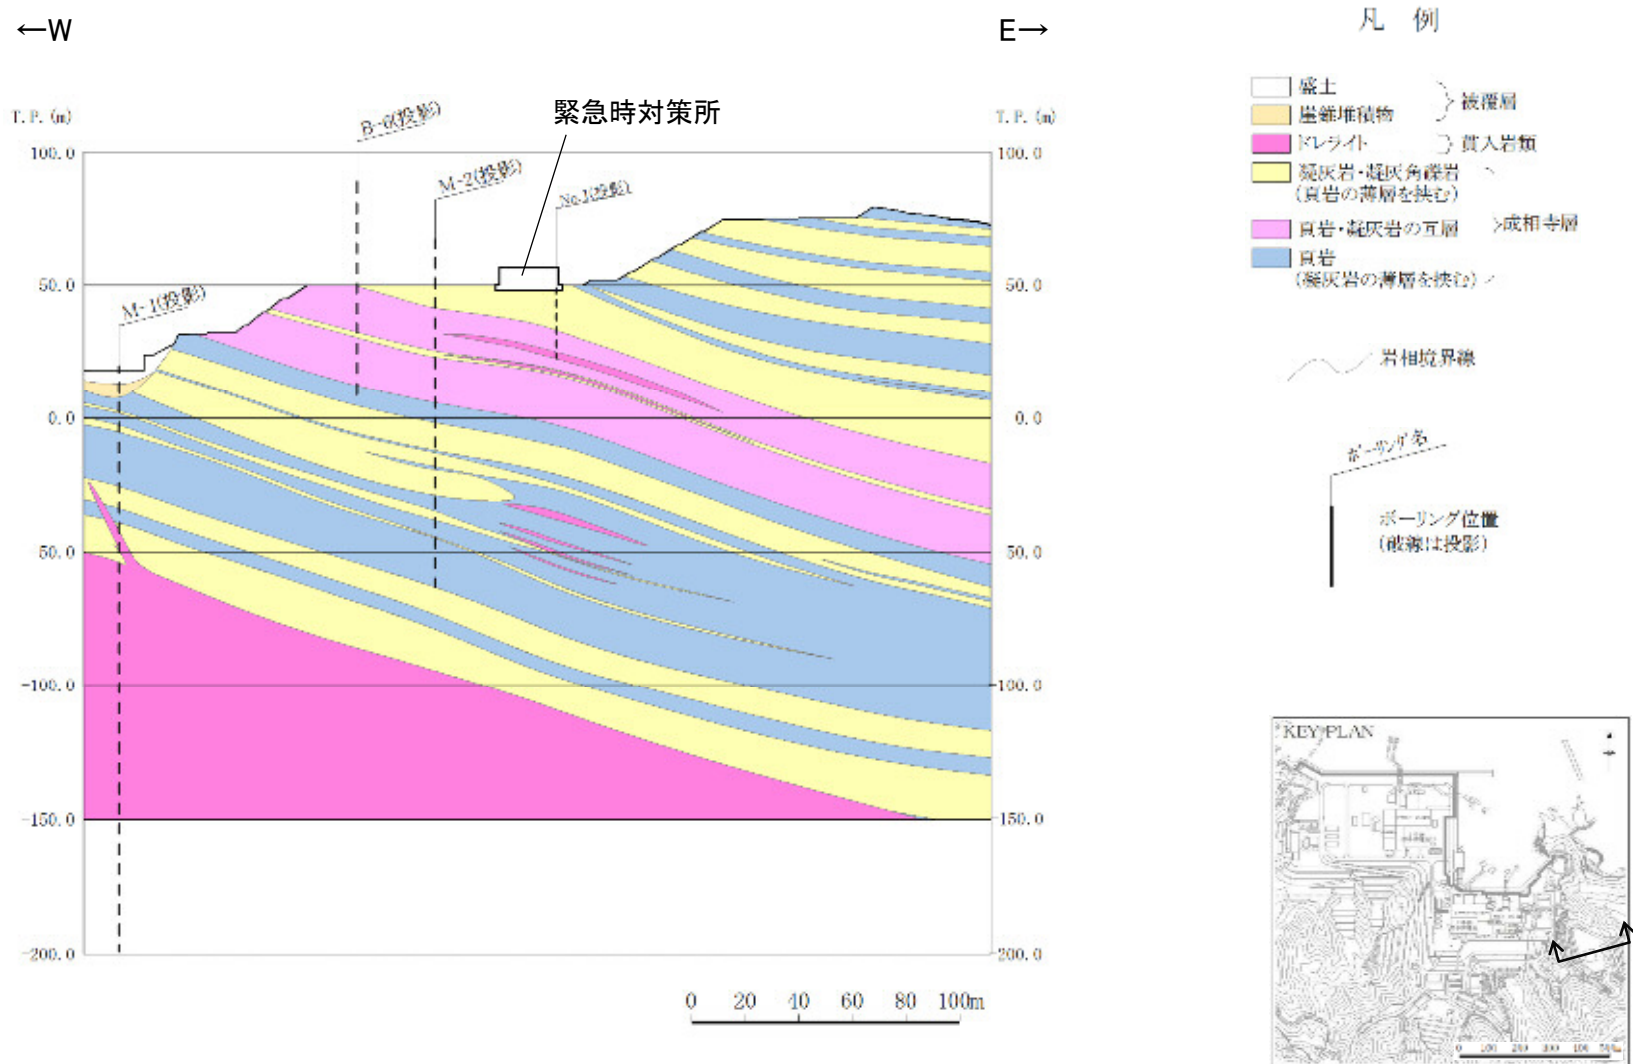 ←W
E→
凡 例
T.P.(m)
T.P.(m)
B-6(投影)
緊急時対策所
M-2(投影)
No.1(投影)
M-1(投影)
100.0
50.0
0.0
-50.0
-100.0
-150.0
-200.0
100.0
50.0
0.0
-50.0
-100.0
-150.0
-200.0
0 20 40 60 80 100m
盛土
崖錐堆積物
被覆層
ドレライト
貫入岩類
凝灰岩・凝灰角礫岩
(頁岩の薄層を挟む)
頁岩・凝灰岩の互層
成相寺層
頁岩
(凝灰岩の薄層を挟む)
岩相境界線
ボーリング名
ボーリング位置
(破線は投影)
KEY PLAN
0 100 200 300 400 500m